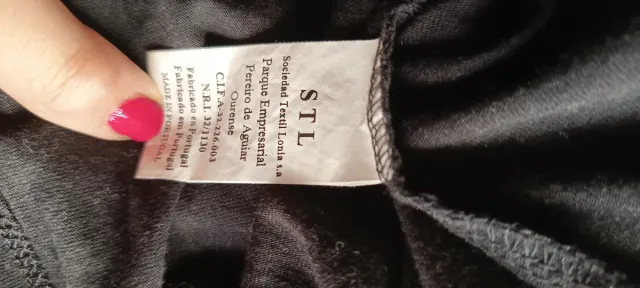 STL
Sociedad Textil Lonia s.a
Parque Empresarial
Pereiro de Aguiar
Ourense
C.I.F.A-32.226.003
N.R.I. 32/1130
Fabricado en Portugal
Fabricado em Portugal
MADE IN PORTUGAL